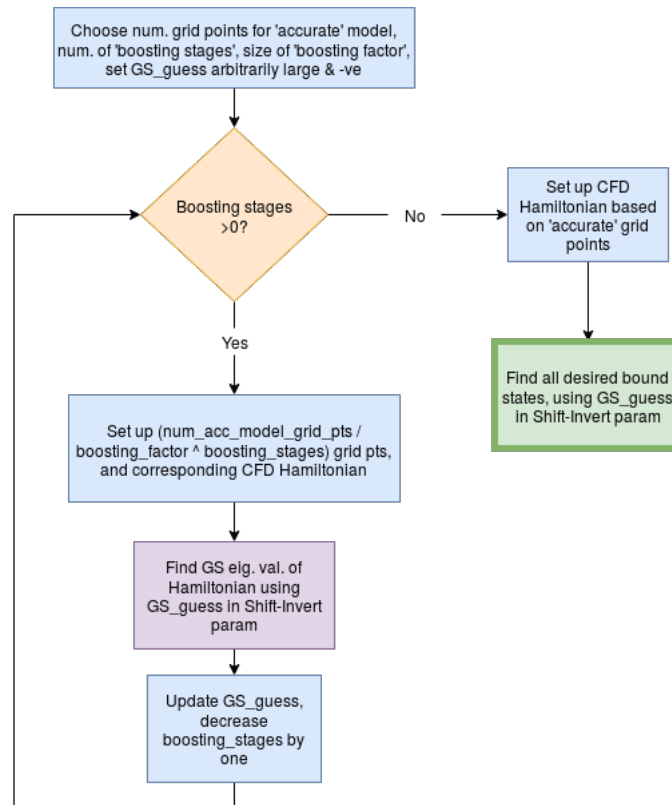 Choose num. grid points for 'accurate' model,
num. of 'boosting stages', size of 'boosting factor',
set GS_guess arbitrarily large & -ve
Boosting stages
>0?
No
Set up CFD
Hamiltonian based
on 'accurate' grid
points
Yes
Find all desired bound
states, using GS_guess
in Shift-Invert param
Set up (num_acc_model_grid_pts /
boosting_factor ^ boosting_stages) grid pts,
and corresponding CFD Hamiltonian
Find GS eig. val. of
Hamiltonian using
GS_guess in Shift-Invert
param
Update GS_guess,
decrease
boosting_stages by
one